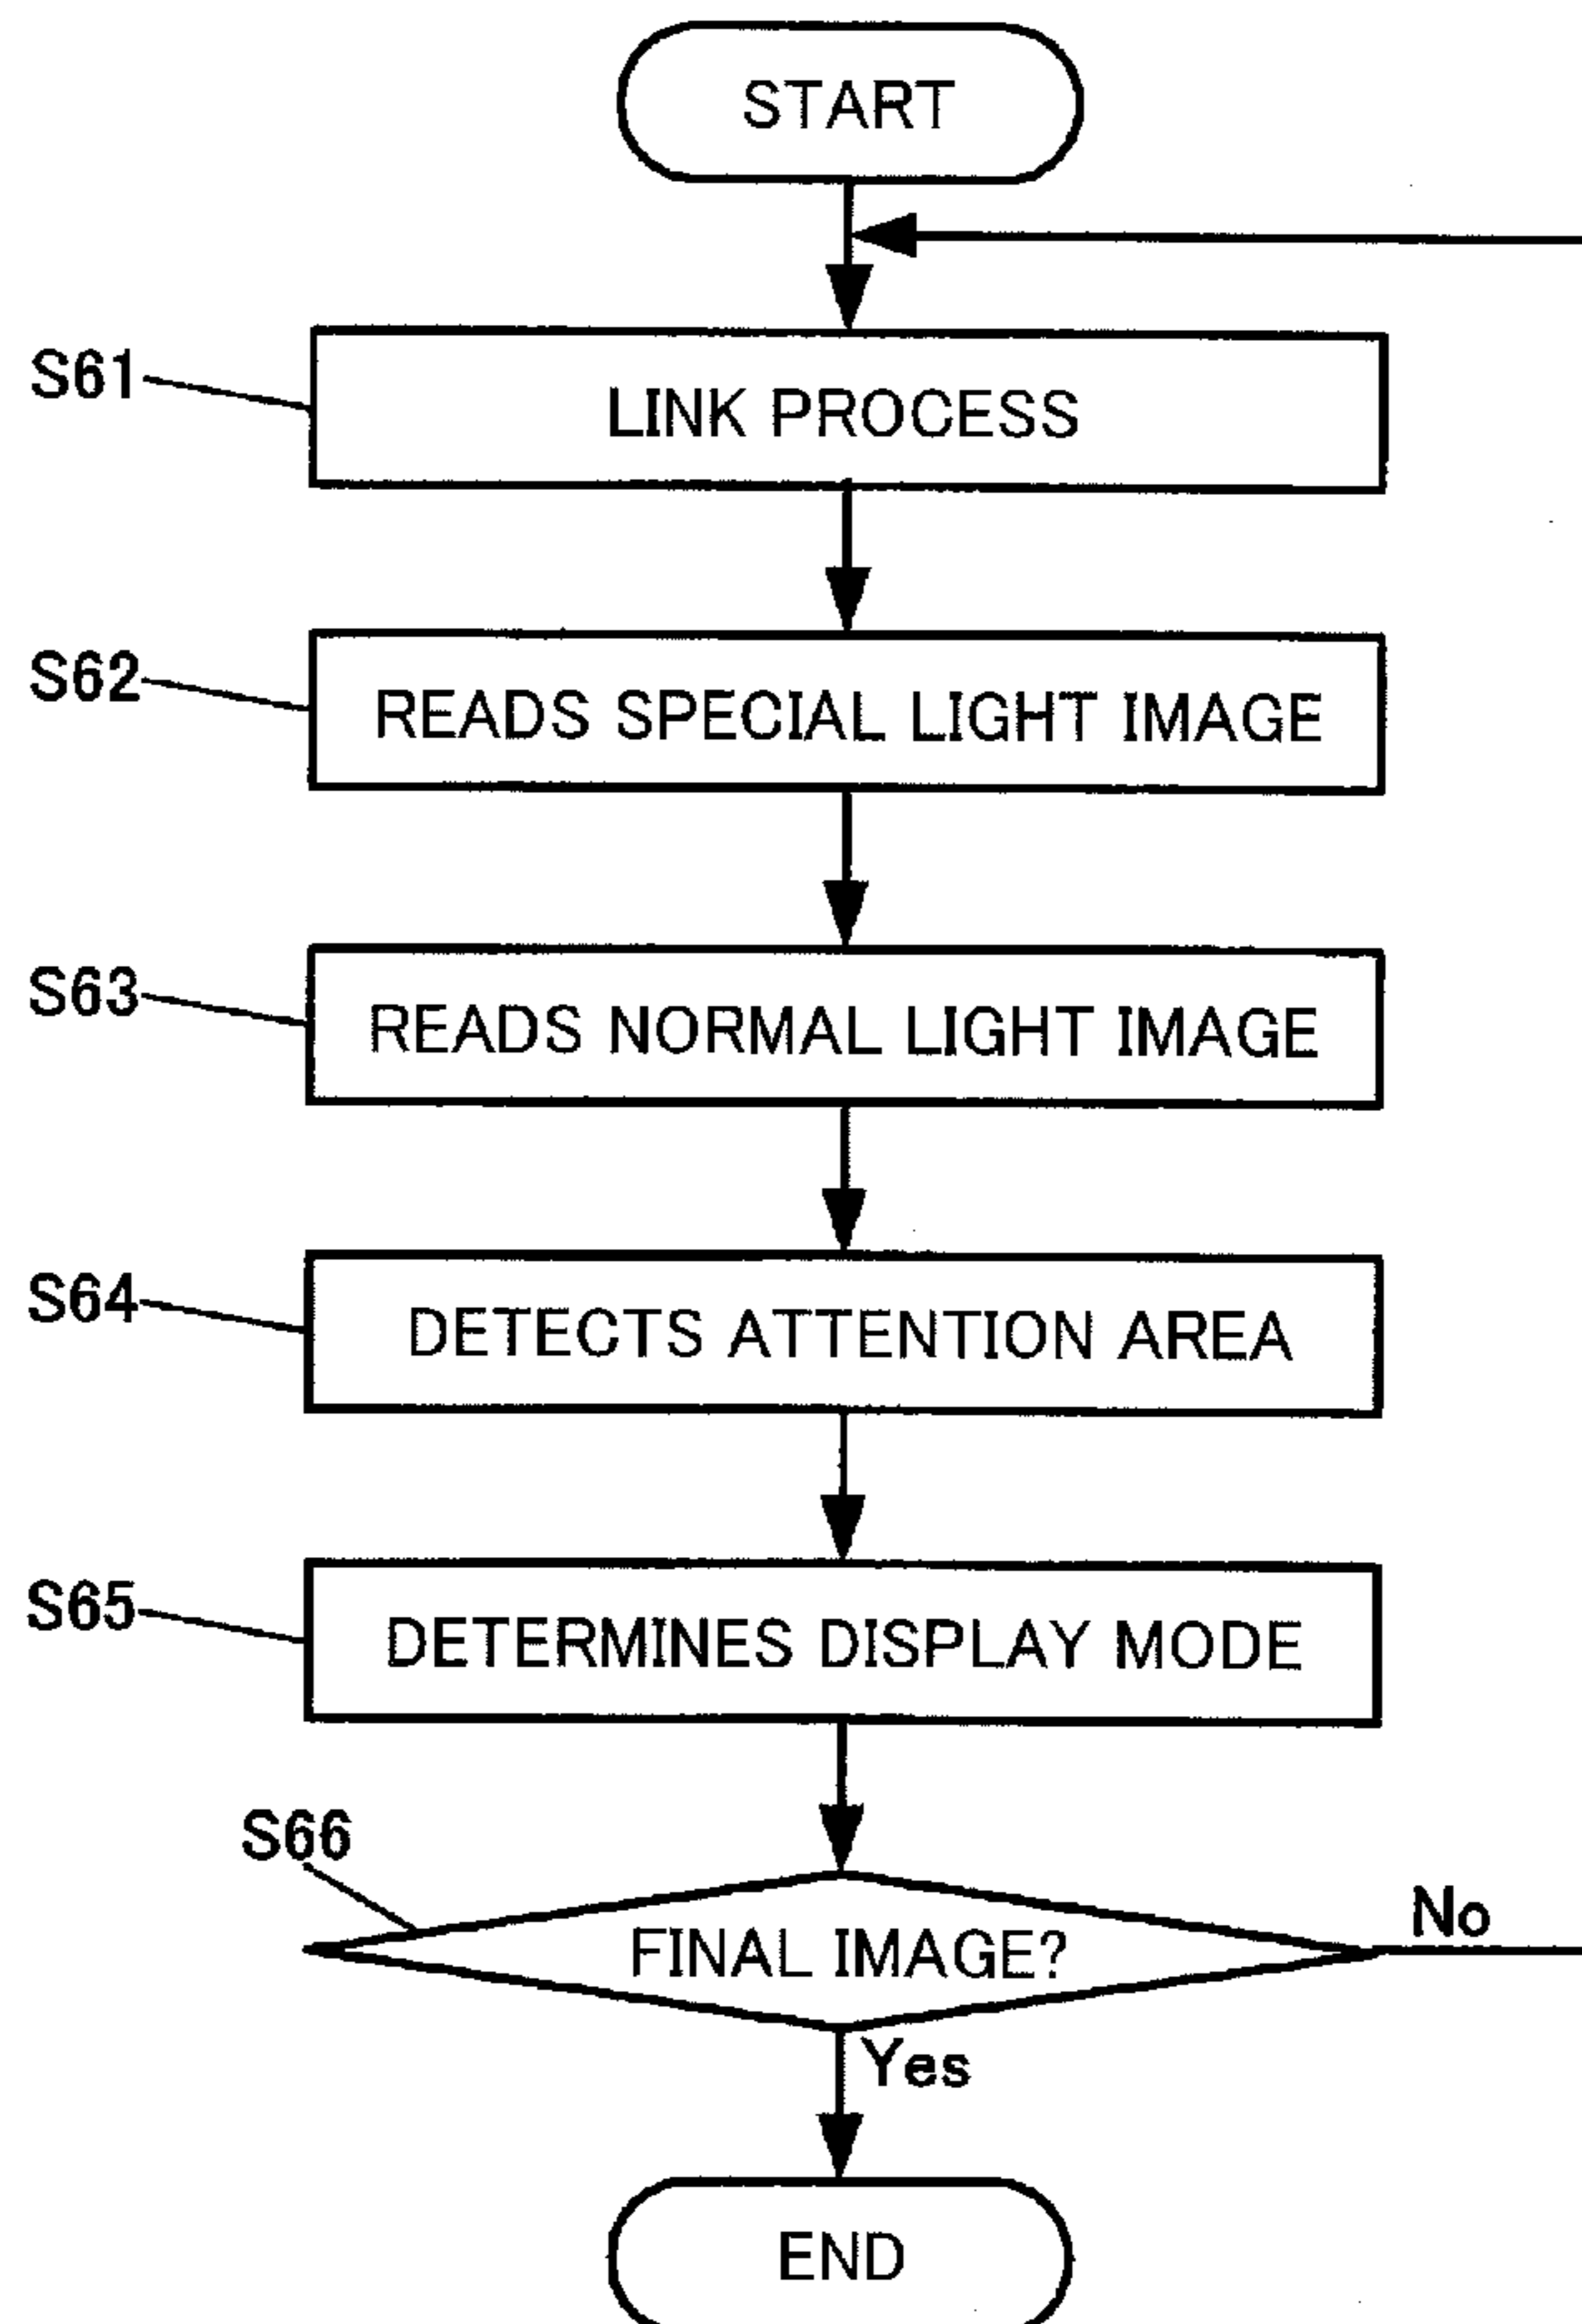 START
S61
LINK PROCESS
S62
READS SPECIAL LIGHT IMAGE
S63
READS NORMAL LIGHT IMAGE
S64
DETECTS ATTENTION AREA
S65
DETERMINES DISPLAY MODE
S66
FINAL IMAGE?
No
Yes
END